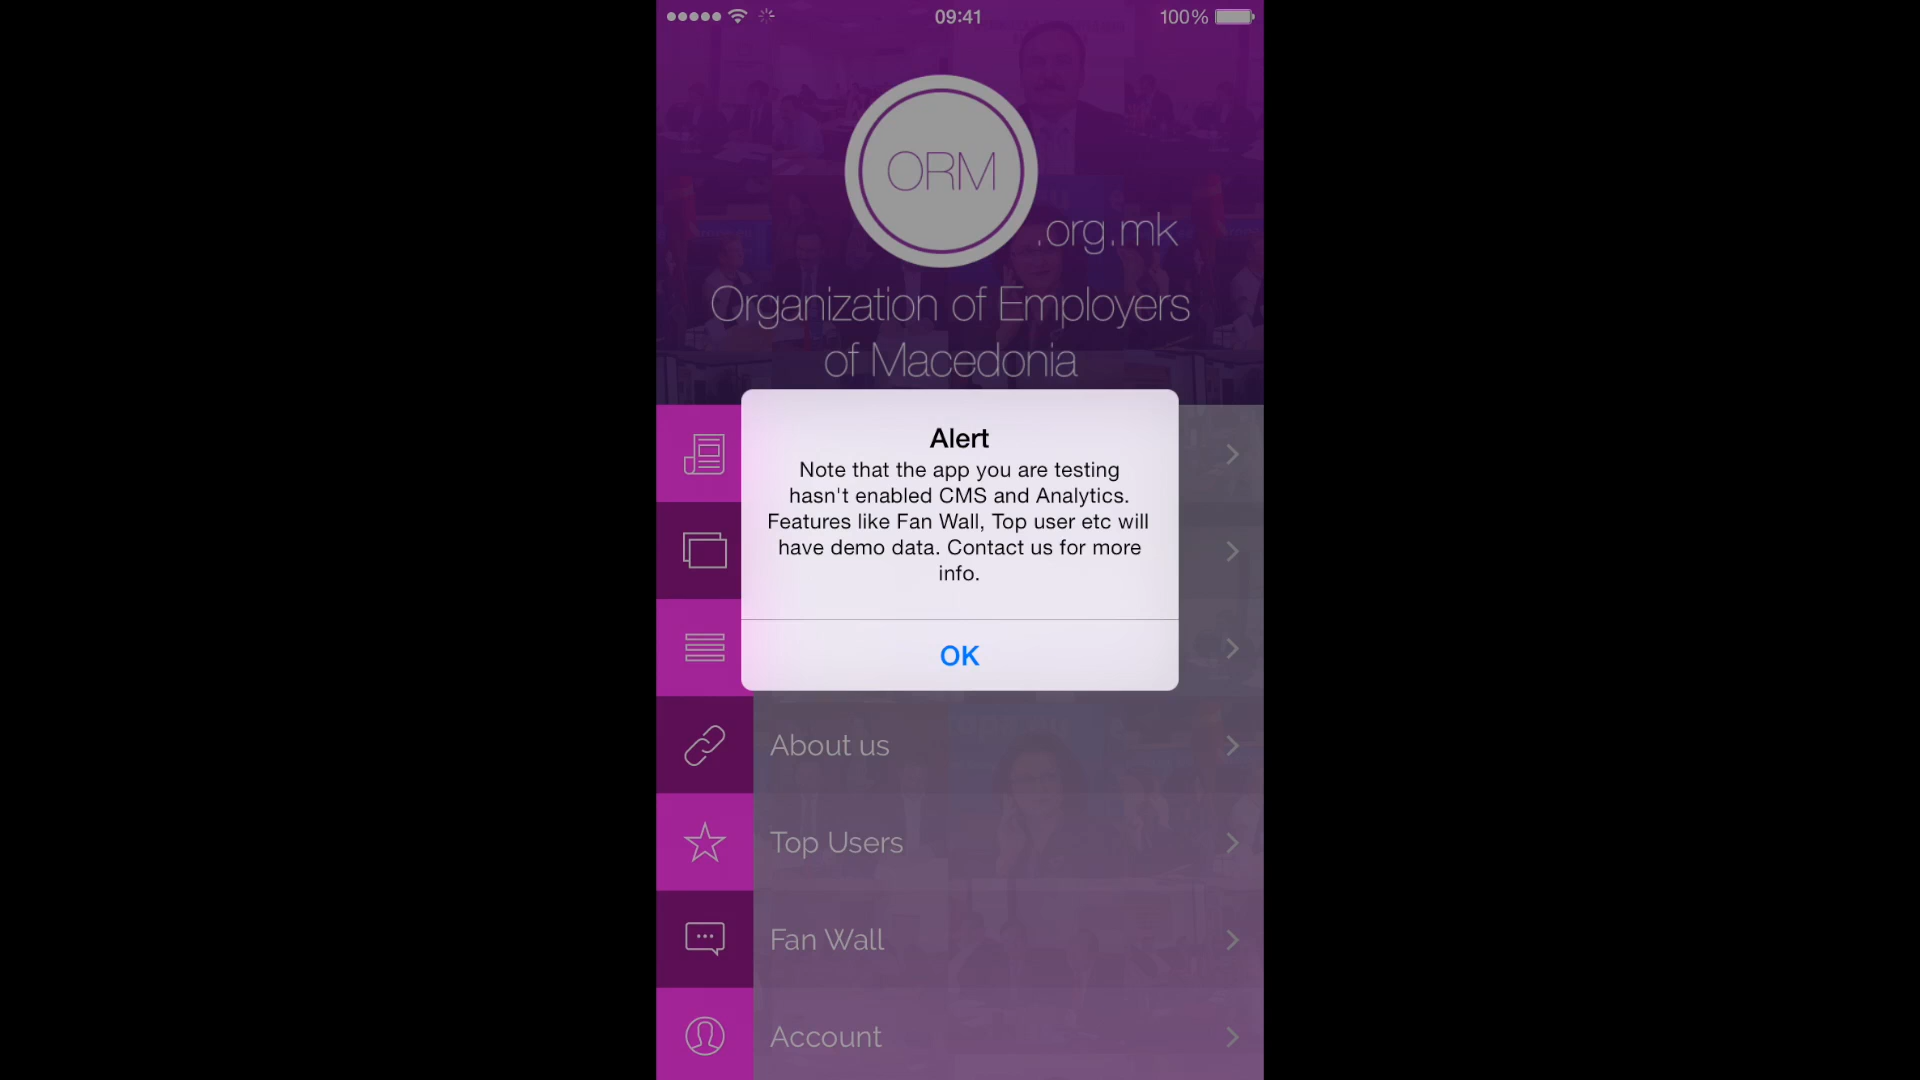 09:41
100%
ORM
.org.mk
Organization of Employers
of Macedonia
Alert
Note that the app you are testing
hasn't enabled CMS and Analytics.
Features like Fan Wall, Top user etc will
have demo data. Contact us for more
info.
OK
About us
Top Users
Fan Wall
Account